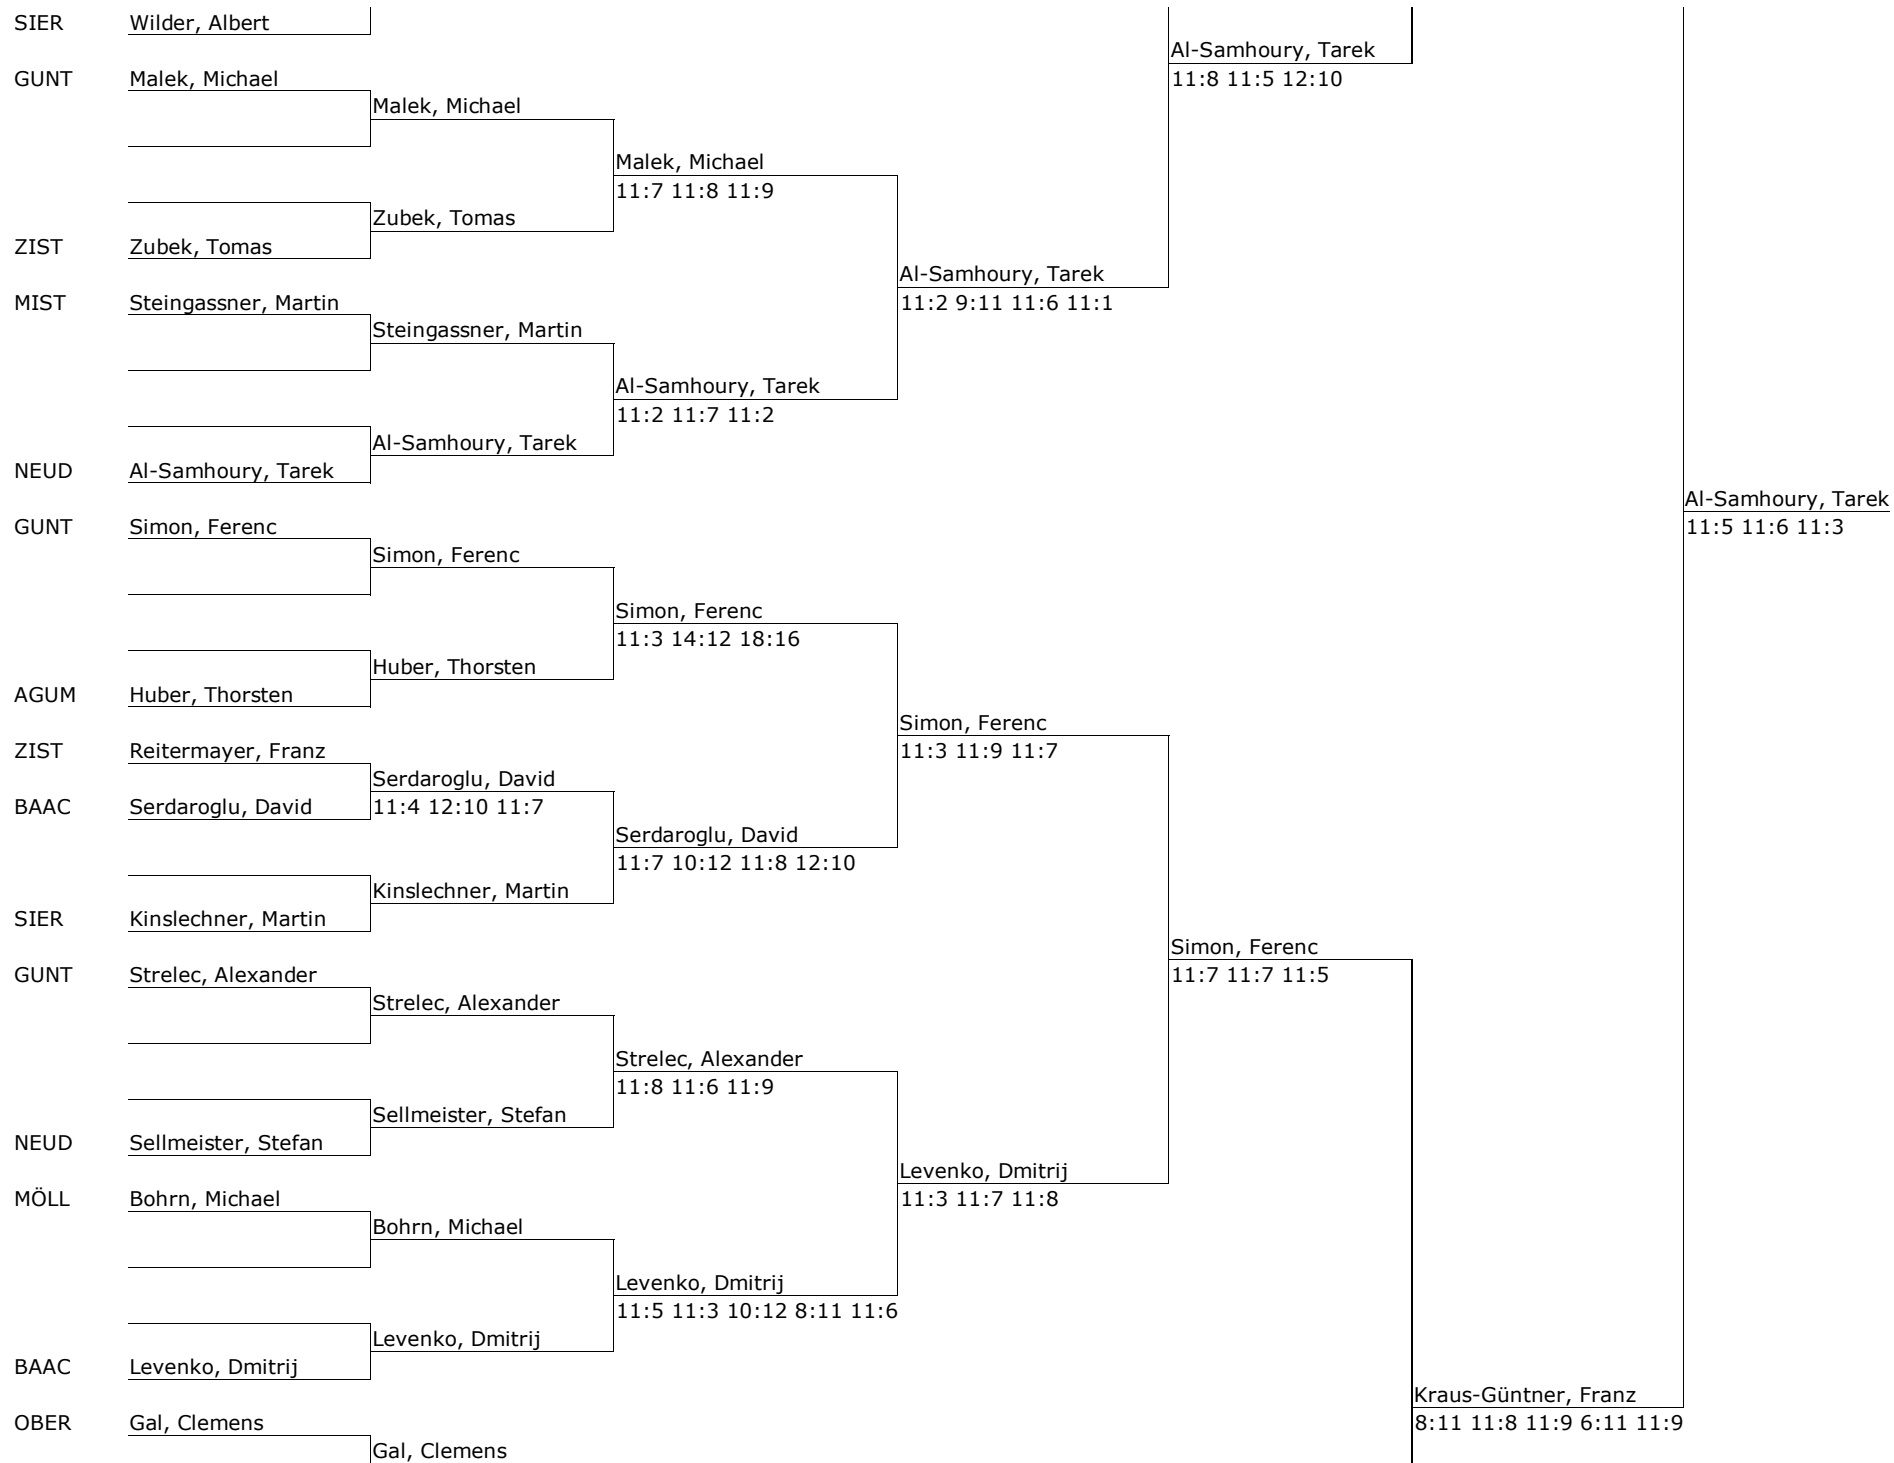 SIER Wilder, Albert
Al-Samhoury, Tarek
GUNT Malek, Michael 11:8 11:5 12:10
Malek, Michael
Malek, Michael
11:7 11:8 11:9
Zubek, Tomas
ZIST Zubek, Tomas
Al-Samhoury, Tarek
MIST Steingassner, Martin 11:2 9:11 11:6 11:1
Steingassner, Martin
Al-Samhoury, Tarek
11:2 11:7 11:2
Al-Samhoury, Tarek
NEUD Al-Samhoury, Tarek
Al-Samhoury, Tarek
GUNT Simon, Ferenc 11:5 11:6 11:3
Simon, Ferenc
Simon, Ferenc
11:3 14:12 18:16
Huber, Thorsten
AGUM Huber, Thorsten
Simon, Ferenc
ZIST Reitermayer, Franz 11:3 11:9 11:7
Serdaroglu, David
BAAC Serdaroglu, David 11:4 12:10 11:7
Serdaroglu, David
11:7 10:12 11:8 12:10
Kinslechner, Martin
SIER Kinslechner, Martin
Simon, Ferenc
GUNT Strelec, Alexander 11:7 11:7 11:5
Strelec, Alexander
Strelec, Alexander
11:8 11:6 11:9
Sellmeister, Stefan
NEUD Sellmeister, Stefan
Levenko, Dmitrij
MÖLL Bohrn, Michael 11:3 11:7 11:8
Bohrn, Michael
Levenko, Dmitrij
11:5 11:3 10:12 8:11 11:6
Levenko, Dmitrij
BAAC Levenko, Dmitrij
Kraus-Güntner, Franz
OBER Gal, Clemens 8:11 11:8 11:9 6:11 11:9
Gal, Clemens